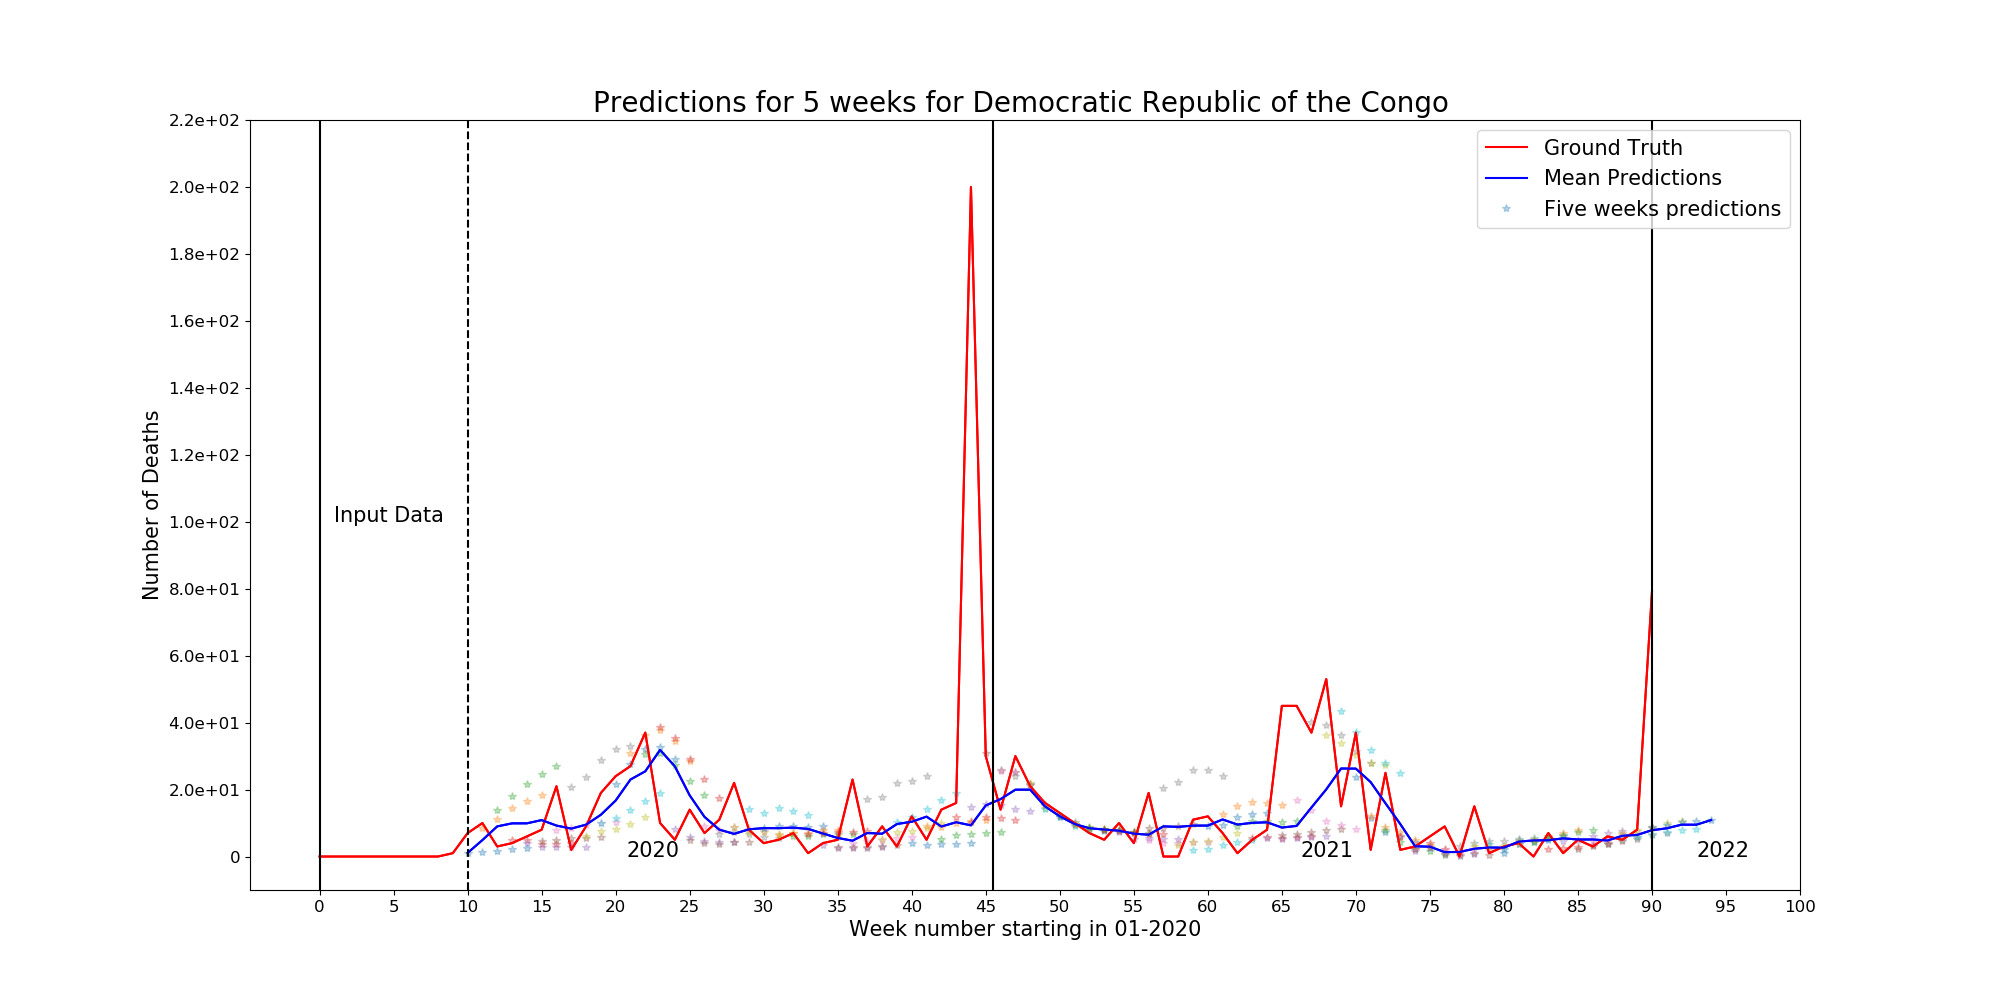 Predictions for 5 weeks for Democratic Republic of the Congo
2.2e+02
2.0e+02
1.8e+02
1.6e+02
1.4e+02
1.2e+02
1.0e+02
8.0e+01
6.0e+01
4.0e+01
2.0e+01
0
Number of Deaths
Ground Truth
Mean Predictions
Five weeks predictions
Input Data
2020
2021
2022
0 5 10 15 20 25 30 35 40 45 50 55 60 65 70 75 80 85 90 95 100
Week number starting in 01-2020